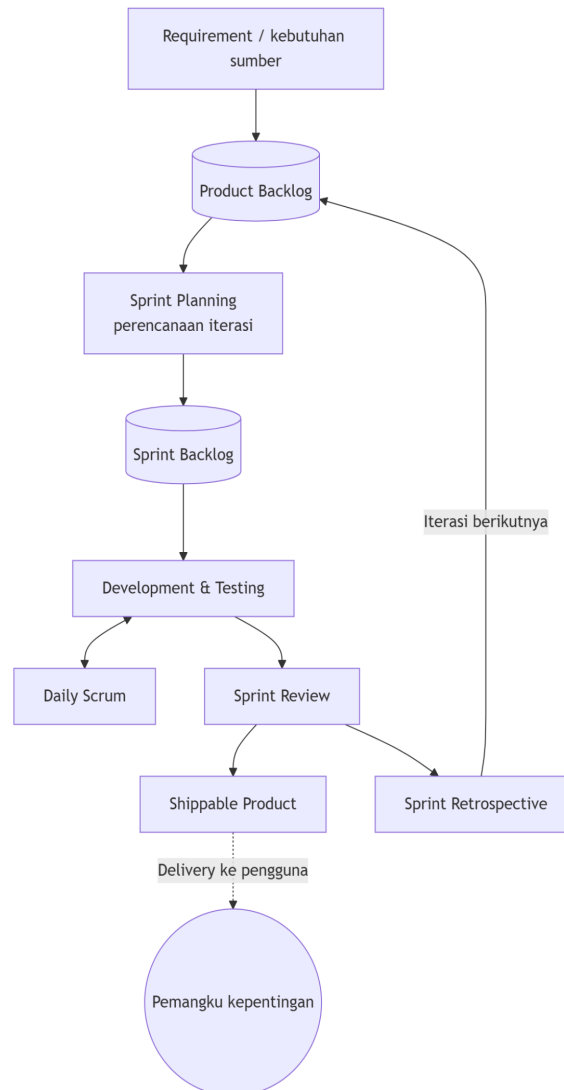 Requirement / kebutuhan
sumber
Product Backlog
Sprint Planning
perencanaan iterasi
Sprint Backlog
Iterasi berikutnya
Development & Testing
Daily Scrum
Sprint Review
Shippable Product
Sprint Retrospective
Delivery ke pengguna
Pemangku kepentingan